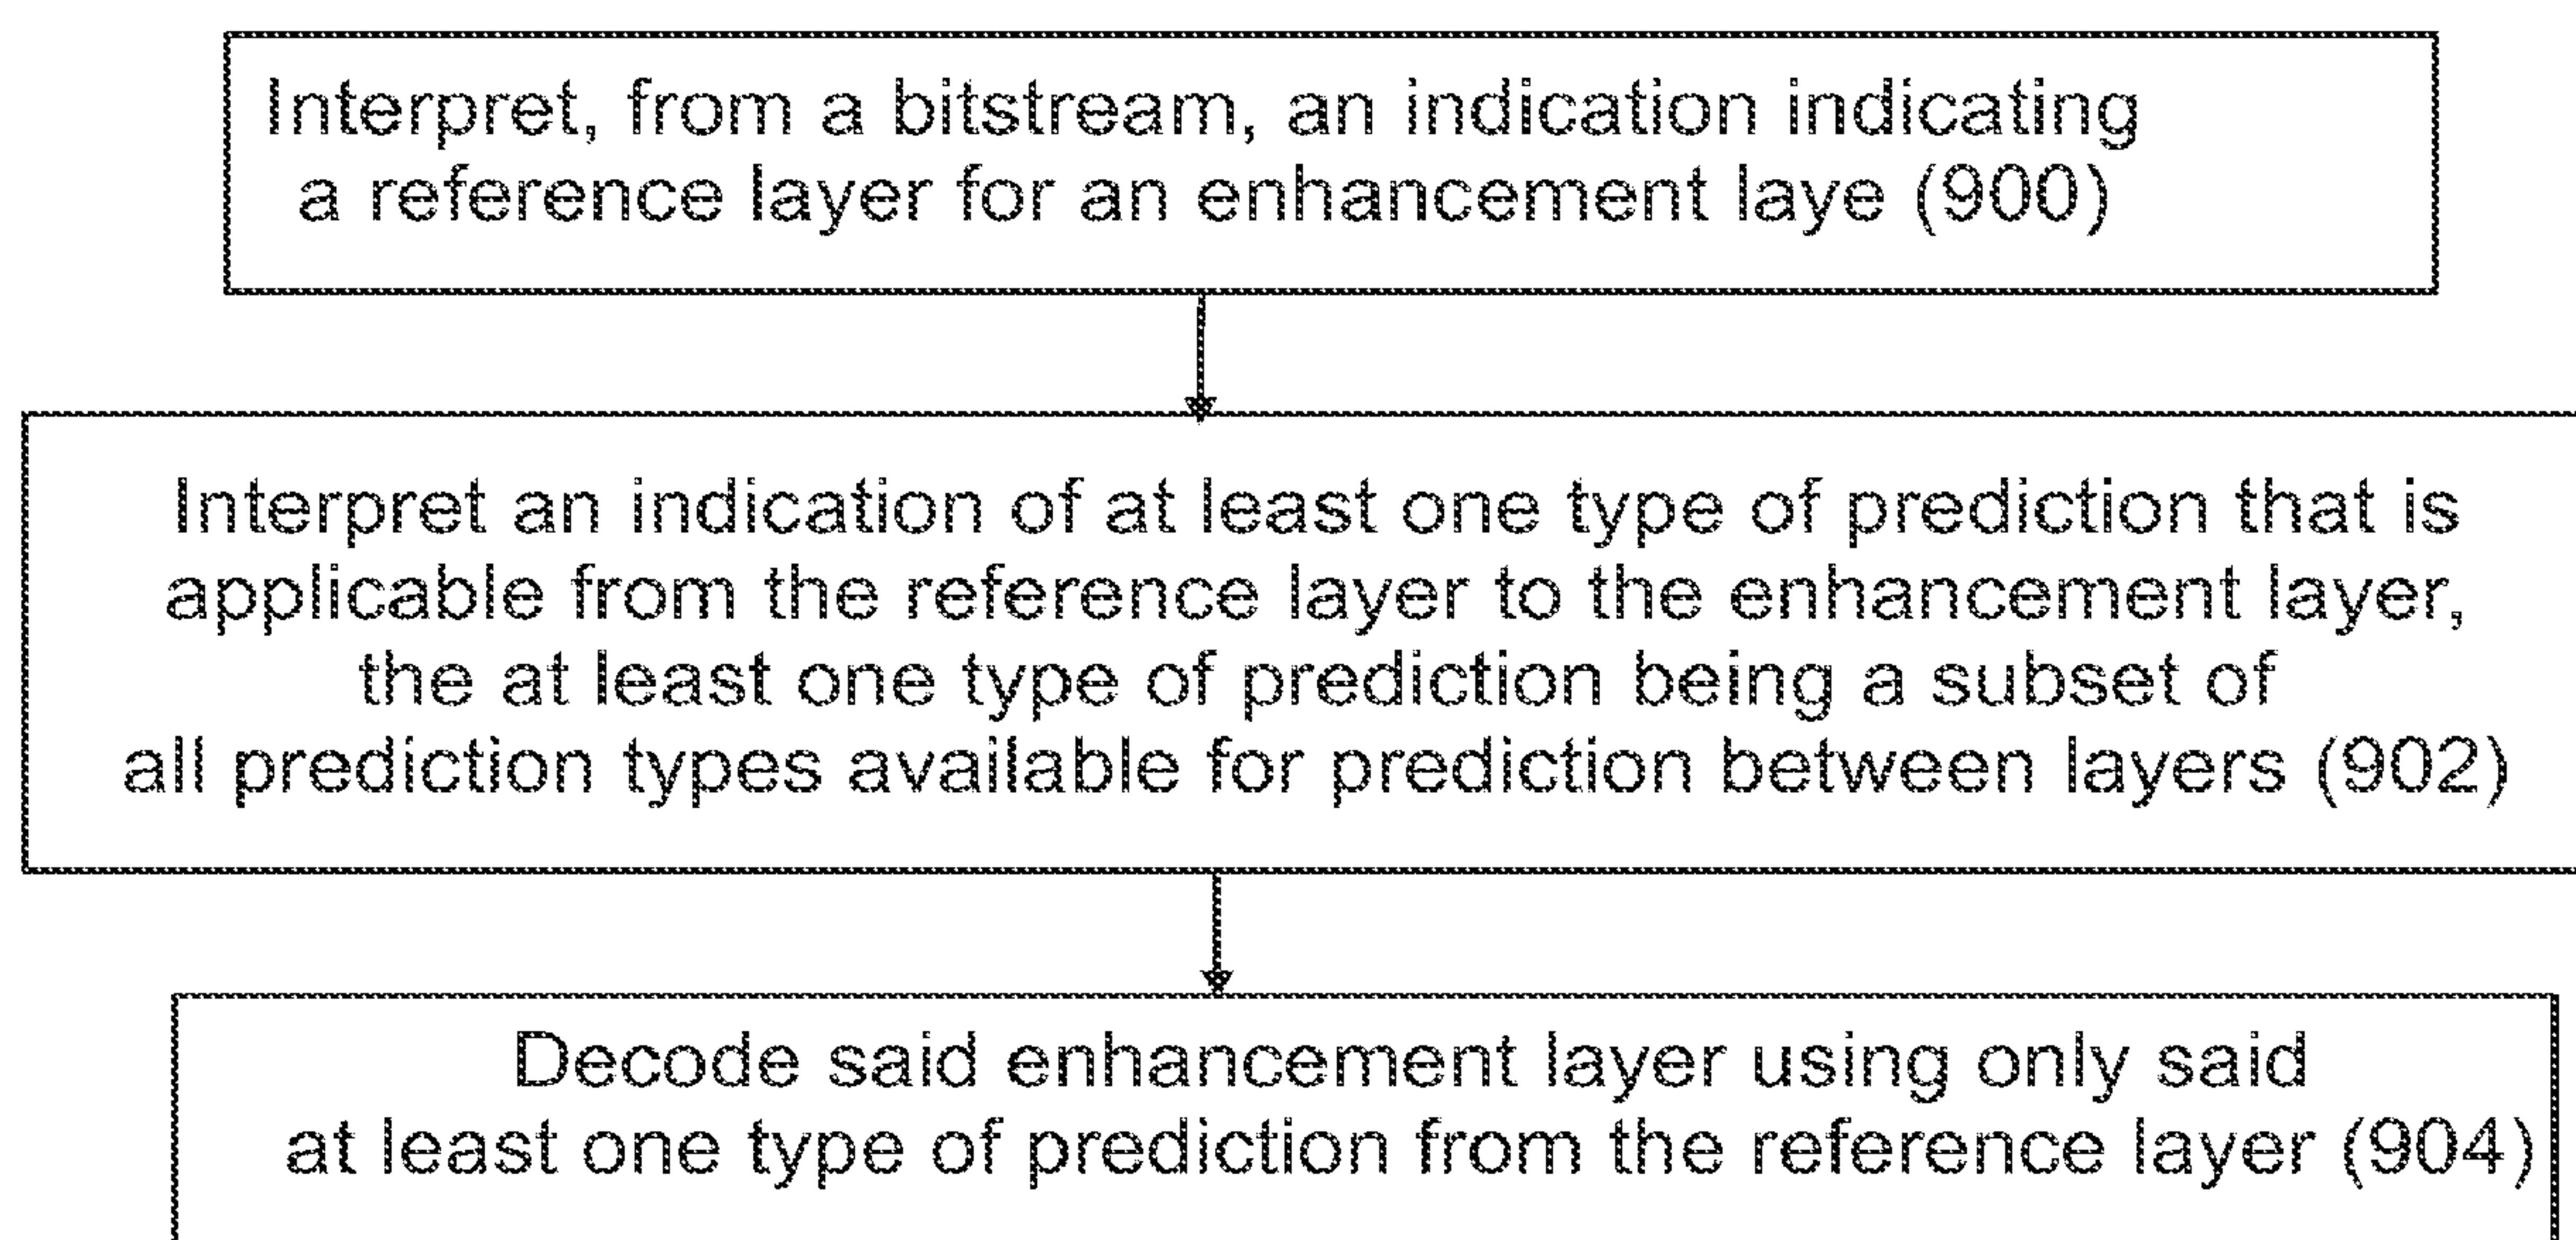 Interpret, from a bitstream, an indication indicating
a reference layer for an enhancement laye (900)
Interpret an indication of at least one type of prediction that is
applicable from the reference layer to the enhancement layer,
the at least one type of prediction being a subset of
all prediction types available for prediction between layers (902)
Decode said enhancement layer using only said
at least one type of prediction from the reference layer (904)